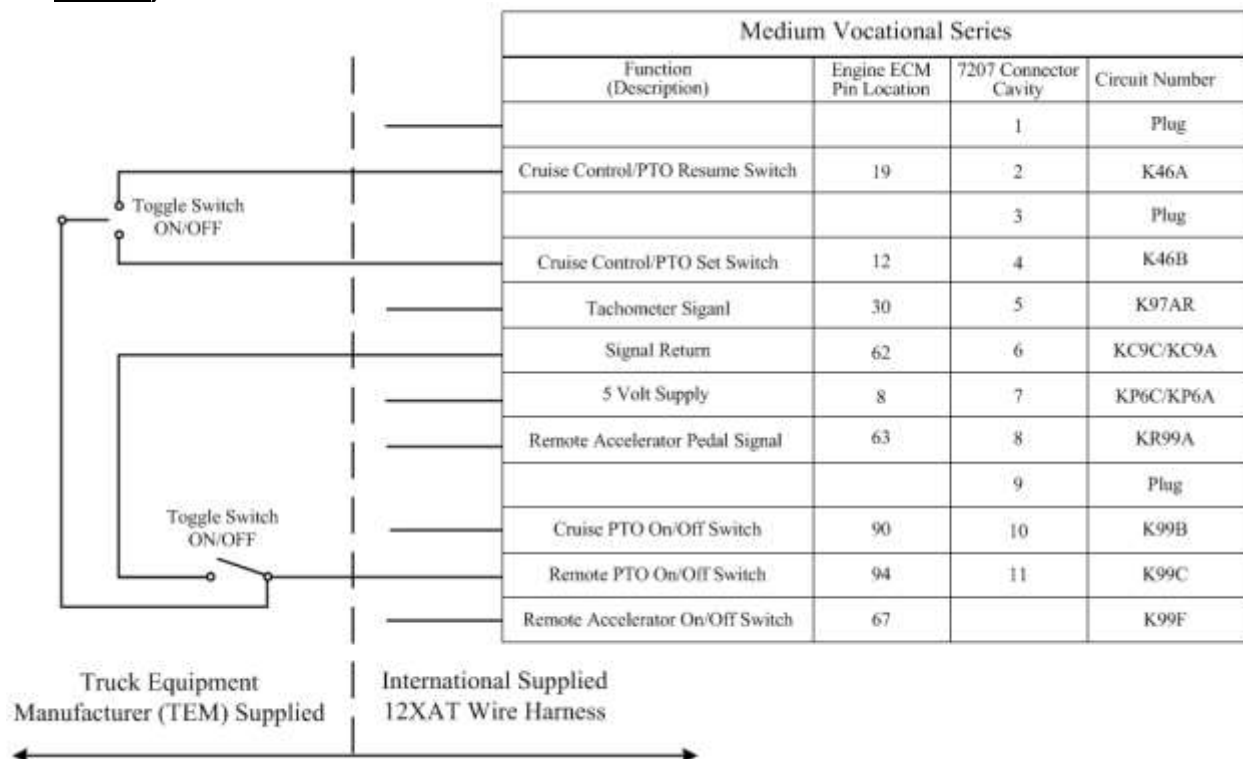 Medium Vocational Series
Function Engine ECM 7207 Connector Circuit Number
(Description) Pin Location Cavity
1 Plug
Cruise Control/PTO Resume Switch 19 2 K46A
Toggle Switch
ON/OFF
3 Plug
Cruise Control/PTO Set Switch 12 4 K46B
Tachometer Siganl 30 5 K97AR
Signal Return 62 6 KC9C/KC9A
5 Volt Supply 8 7 KP6C/KP6A
Remote Accelerator Pedal Signal 63 8 KR99A
9 Plug
Toggle Switch
ON/OFF
Cruise PTO On/Off Switch 90 10 K99B
Remote PTO On/Off Switch 94 11 K99C
Remote Accelerator On/Off Switch 67 K99F
Truck Equipment
Manufacturer (TEM) Supplied
International Supplied
12XAT Wire Harness